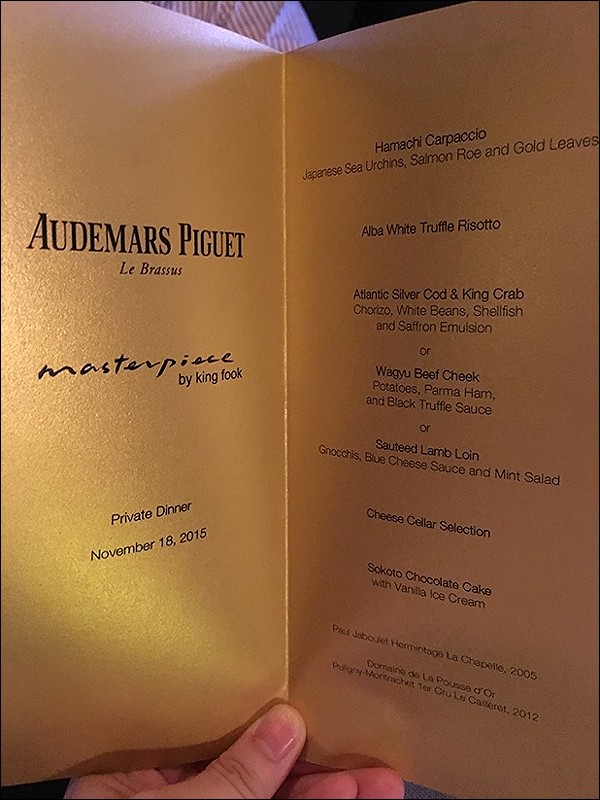 AUDEMARS PIGUET
Le Brassus
masterpiece
by king fook
Private Dinner
November 18, 2015
Hamachi Carpaccio
Japanese Sea Urchins, Salmon Roe and Gold Leaves
Alba White Truffle Risotto
Atlantic Silver Cod & King Crab
Chorizo, White Beans, Shellfish
and Saffron Emulsion
or
Wagyu Beef Cheek
Potatoes, Parma Ham,
and Black Truffle Sauce
or
Sauteed Lamb Loin
Gnocchis, Blue Cheese Sauce and Mint Salad
Cheese Cellar Selection
Sokoto Chocolate Cake
with Vanilla Ice Cream
Paul Jaboulet Hermintage La Chapelle, 2005
Domaine de La Pousse d'Or
Puligny-Montrachet 1er Cru Le Cailleret, 2012